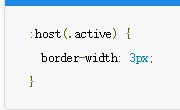 :host(.active) {
  border-width: 3px;
}